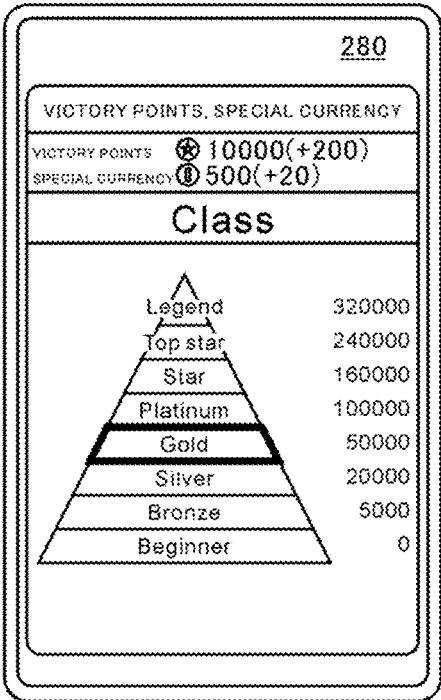 280
VICTORY POINTS, SPECIAL CURRENCY
VICTORY POINTS 10000(+200)
SPECIAL CURRENCY 500(+20)
Class
Legend 320000
Top star 240000
Star 160000
Platinum 100000
Gold 50000
Silver 20000
Bronze 5000
Beginner 0